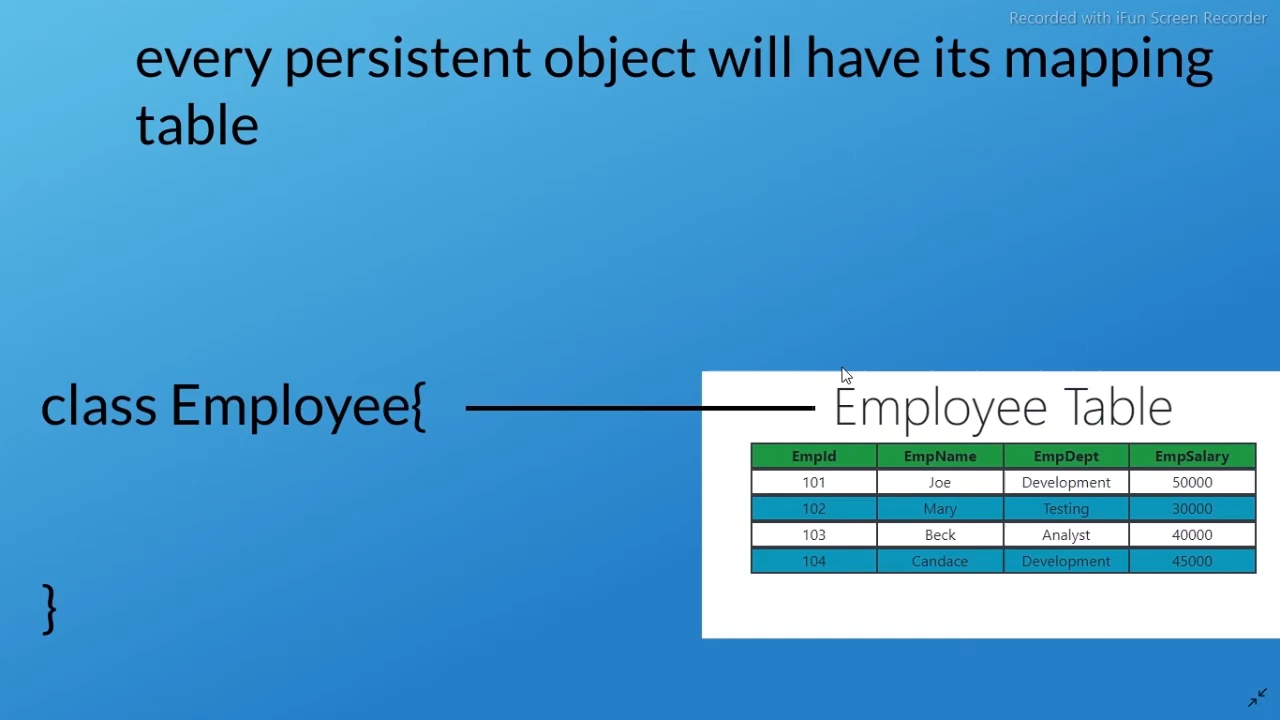 Recorded with iFun Screen Recorder
every persistent object will have its mapping
table
class Employee{
}
Employee Table
EmpId EmpName EmpDept EmpSalary
101 Joe Development 50000
102 Mary Testing 30000
103 Beck Analyst 40000
104 Candace Development 45000